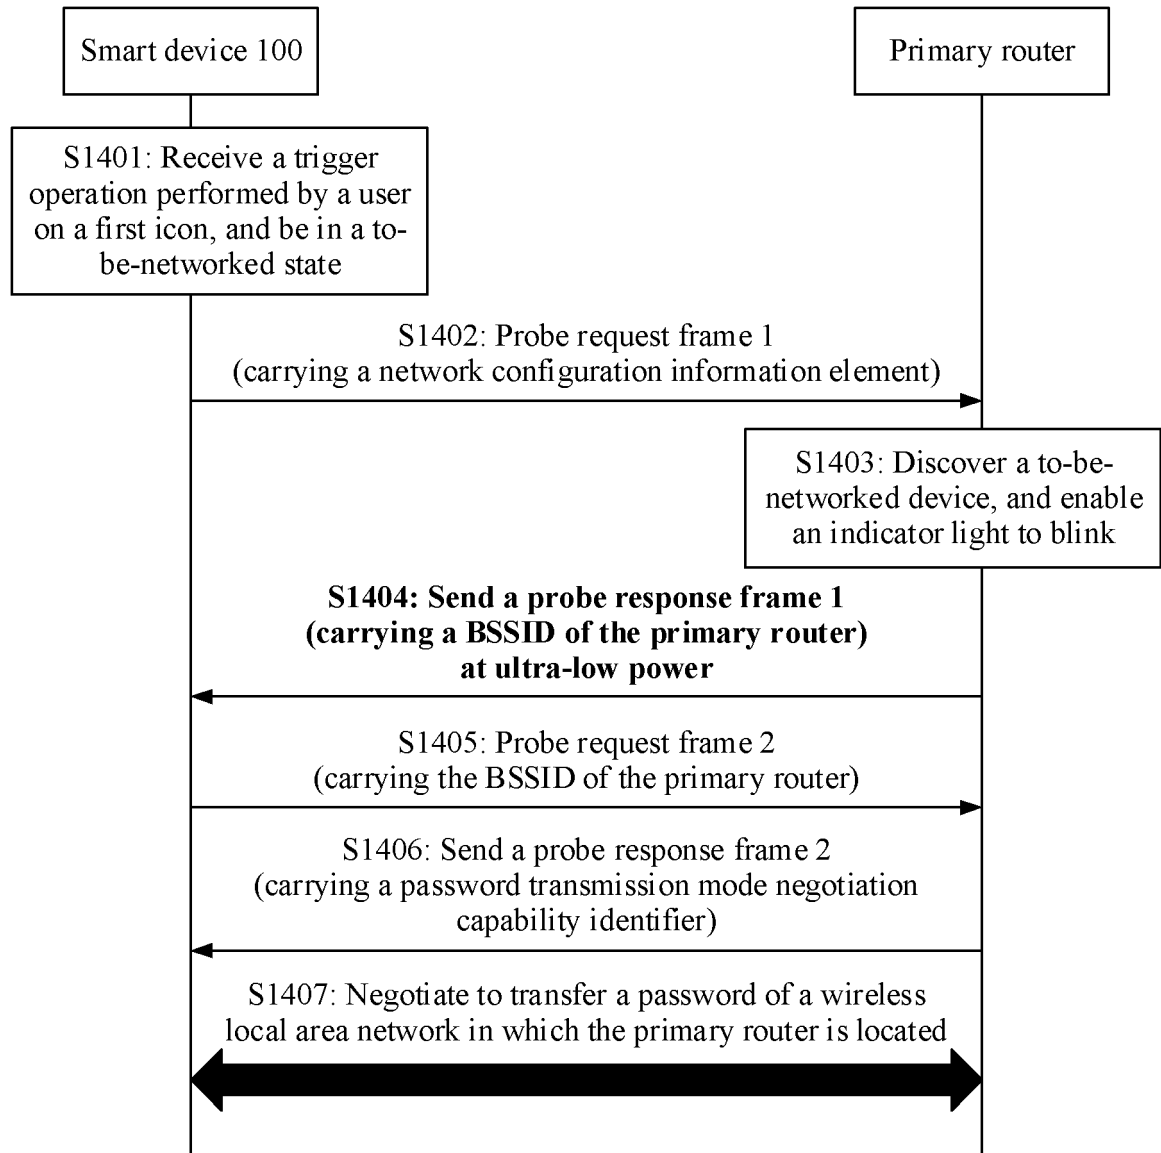 Smart device 100
Primary router
S1401: Receive a trigger
operation performed by a user
on a first icon, and be in a to-
be-networked state
S1402: Probe request frame 1
(carrying a network configuration information element)
S1403: Discover a to-be-
networked device, and enable
an indicator light to blink
S1404: Send a probe response frame 1
(carrying a BSSID of the primary router)
at ultra-low power
S1405: Probe request frame 2
(carrying the BSSID of the primary router)
S1406: Send a probe response frame 2
(carrying a password transmission mode negotiation
capability identifier)
S1407: Negotiate to transfer a password of a wireless
local area network in which the primary router is located